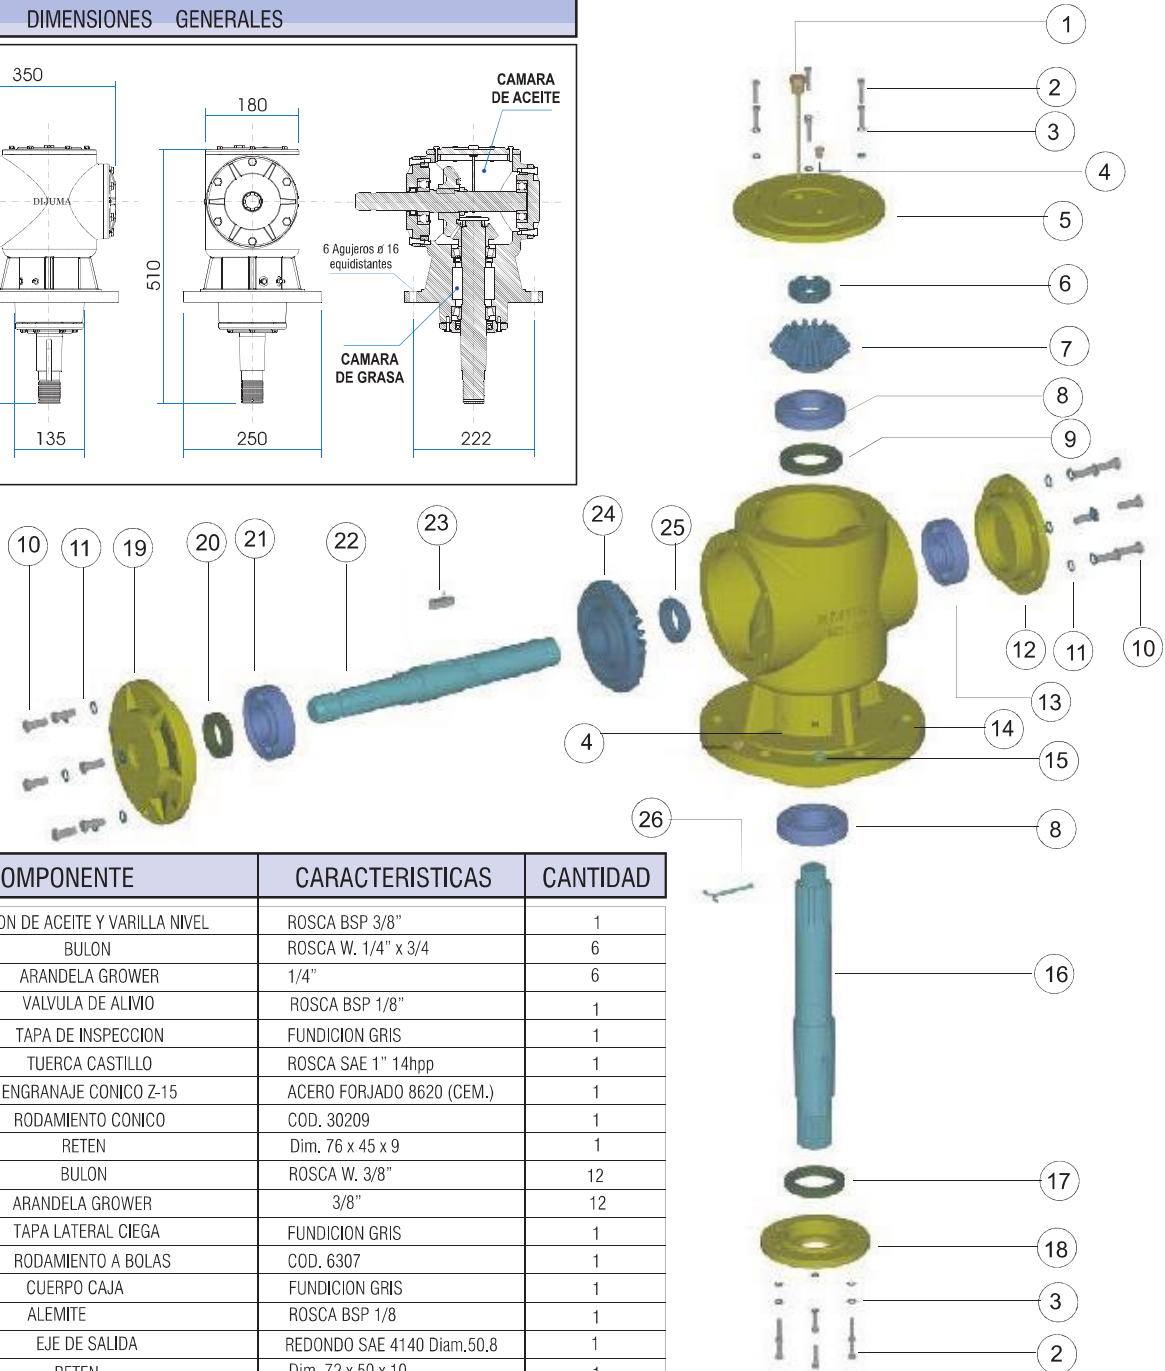 DIMENSIONES GENERALES
350
180
CAMARA
DE ACEITE
DIJUMA
510
6 Agujeros ø 16
equidistantes
CAMARA
DE GRASA
135
250
222
1
2
3
4
5
6
7
8
9
10
11
12
13
14
15
4
10
11
19
20
21
22
23
24
25
26
8
16
17
18
3
2
OMPONENTE CARACTERISTICAS CANTIDAD
ON DE ACEITE Y VARILLA NIVEL ROSCA BSP 3/8” 1
BULON ROSCA W. 1/4” x 3/4 6
ARANDELA GROWER 1/4” 6
VALVULA DE ALIVIO ROSCA BSP 1/8” 1
TAPA DE INSPECCION FUNDICION GRIS 1
TUERCA CASTILLO ROSCA SAE 1” 14hpp 1
ENGRANAJE CONICO Z-15 ACERO FORJADO 8620 (CEM.) 1
RODAMIENTO CONICO COD. 30209 1
RETEN Dim. 76 x 45 x 9 1
BULON ROSCA W. 3/8” 12
ARANDELA GROWER 3/8” 12
TAPA LATERAL CIEGA FUNDICION GRIS 1
RODAMIENTO A BOLAS COD. 6307 1
CUERPO CAJA FUNDICION GRIS 1
ALEMITE ROSCA BSP 1/8 1
EJE DE SALIDA REDONDO SAE 4140 Diam.50.8 1
RETEN Dim. 72 x 50 x 10 1